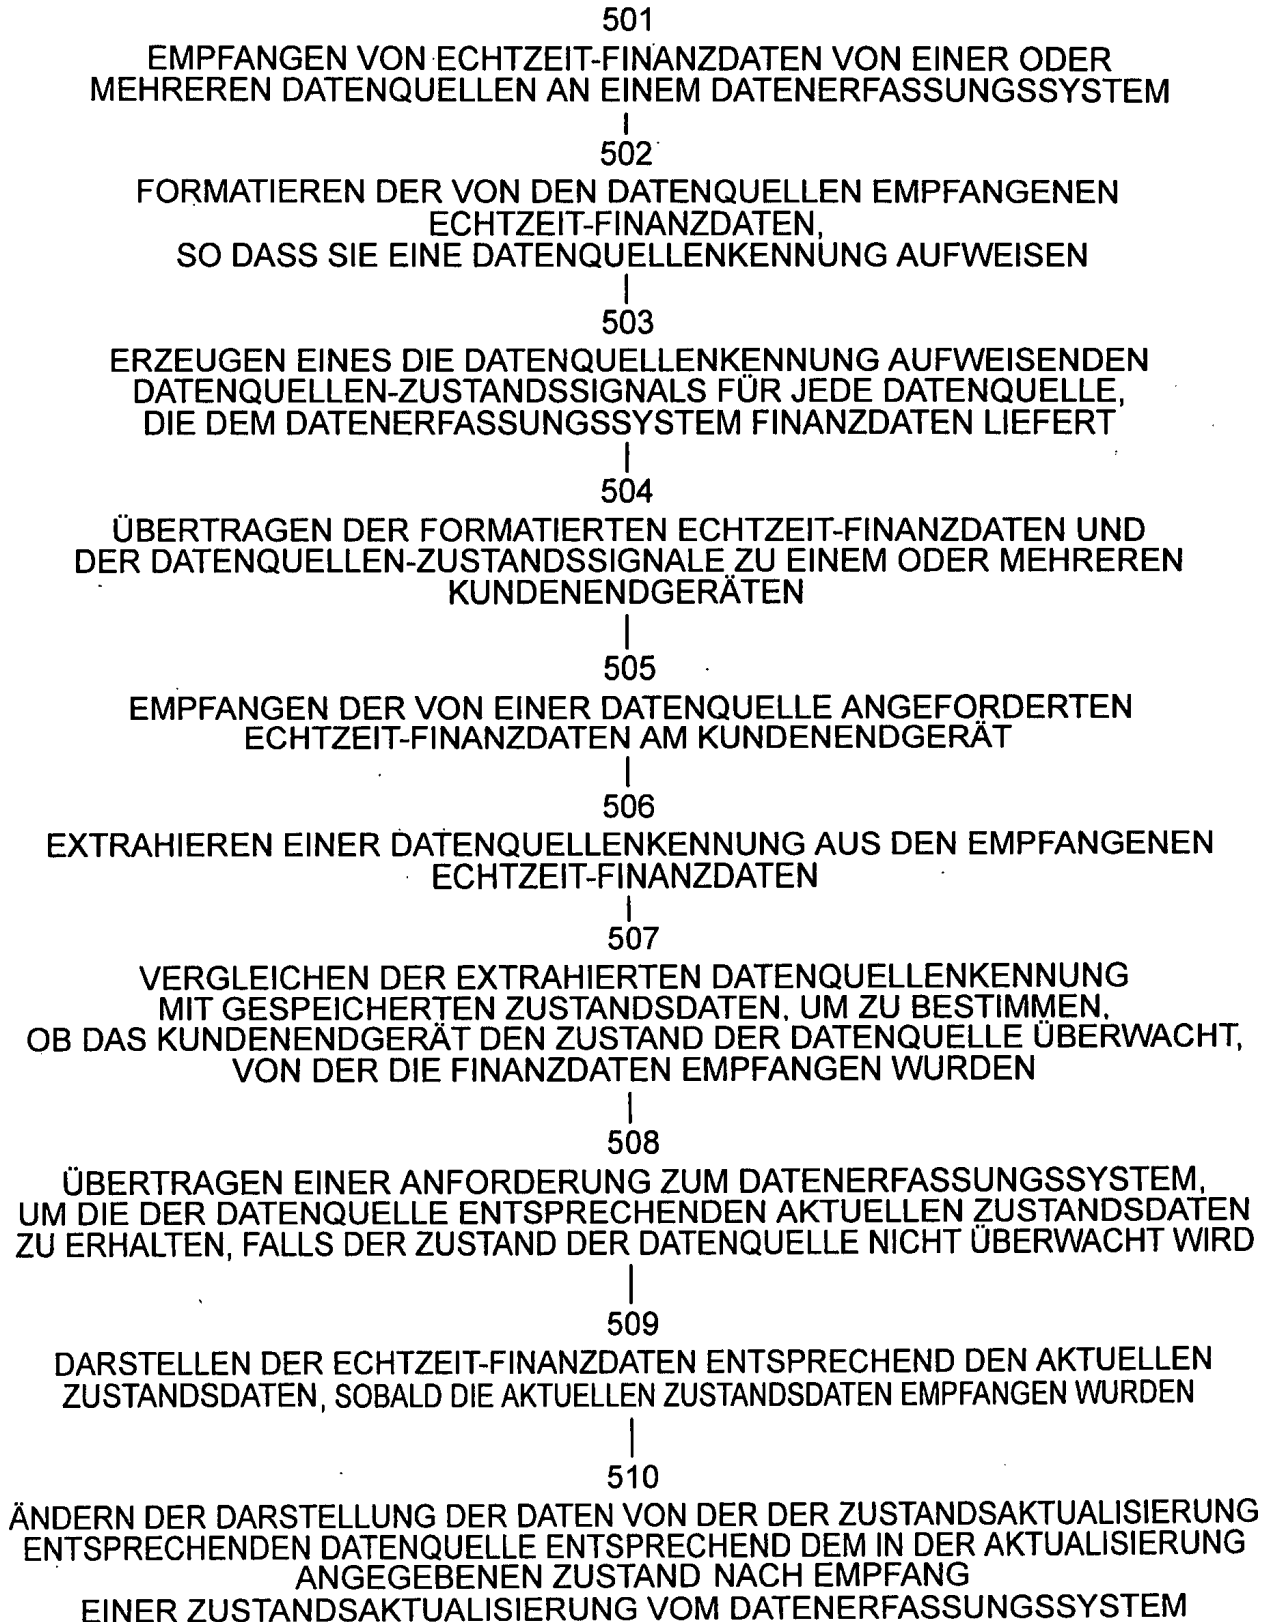 501
EMPFANGEN VON ECHTZEIT-FINANZDATEN VON EINER ODER
MEHREREN DATENQUELLEN AN EINEM DATENERFASSUNGSSYSTEM
502
FORMATIEREN DER VON DEN DATENQUELLEN EMPFANGENEN
ECHTZEIT-FINANZDATEN,
SO DASS SIE EINE DATENQUELLENKENNUNG AUFWEISEN
503
ERZEUGEN EINES DIE DATENQUELLENKENNUNG AUFWEISENDEN
DATENQUELLEN-ZUSTANDSSIGNALS FÜR JEDE DATENQUELLE,
DIE DEM DATENERFASSUNGSSYSTEM FINANZDATEN LIEFERT
504
ÜBERTRAGEN DER FORMATIERTEN ECHTZEIT-FINANZDATEN UND
DER DATENQUELLEN-ZUSTANDSSIGNALE ZU EINEM ODER MEHREREN
KUNDENENDGERÄTEN
505
EMPFANGEN DER VON EINER DATENQUELLE ANGEFORDERTEN
ECHTZEIT-FINANZDATEN AM KUNDENENDGERÄT
506
EXTRAHIEREN EINER DATENQUELLENKENNUNG AUS DEN EMPFANGENEN
ECHTZEIT-FINANZDATEN
507
VERGLEICHEN DER EXTRAHIERTEN DATENQUELLENKENNUNG
MIT GESPEICHERTEN ZUSTANDSDATEN, UM ZU BESTIMMEN,
OB DAS KUNDENENDGERÄT DEN ZUSTAND DER DATENQUELLE ÜBERWACHT,
VON DER DIE FINANZDATEN EMPFANGEN WURDEN
508
ÜBERTRAGEN EINER ANFORDERUNG ZUM DATENERFASSUNGSSYSTEM,
UM DIE DER DATENQUELLE ENTSPRECHENDEN AKTUELLEN ZUSTANDSDATEN
ZU ERHALTEN, FALLS DER ZUSTAND DER DATENQUELLE NICHT ÜBERWACHT WIRD
509
DARSTELLEN DER ECHTZEIT-FINANZDATEN ENTSPRECHEND DEN AKTUELLEN
ZUSTANDSDATEN, SOBALD DIE AKTUELLEN ZUSTANDSDATEN EMPFANGEN WURDEN
510
ÄNDERN DER DARSTELLUNG DER DATEN VON DER DER ZUSTANDSAKTUALISIERUNG
ENTSPRECHENDEN DATENQUELLE ENTSPRECHEND DEM IN DER AKTUALISIERUNG
ANGEGEBENEN ZUSTAND NACH EMPFANG
EINER ZUSTANDSAKTUALISIERUNG VOM DATENERFASSUNGSSYSTEM